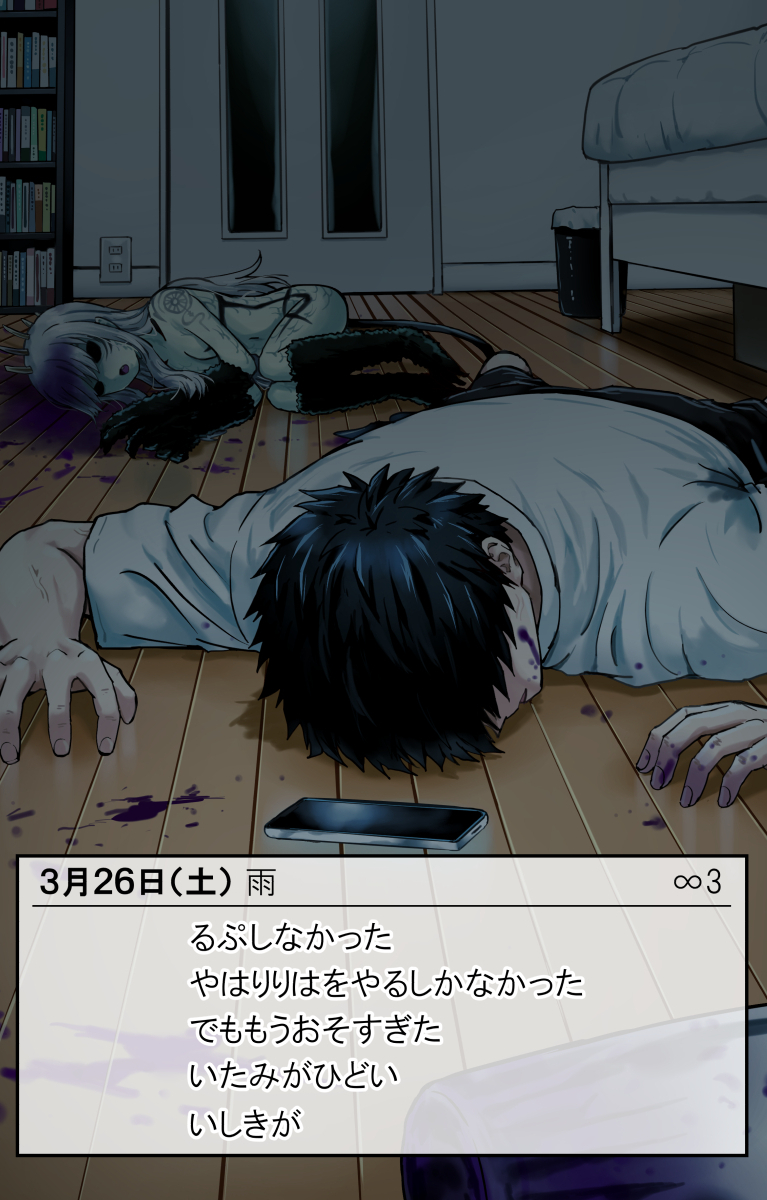 3月26日(土) 雨 ∞3
るぷしなかった
やはりりはをやるしかなかった
でももうおそすぎた
いたみがひどい
いしきが